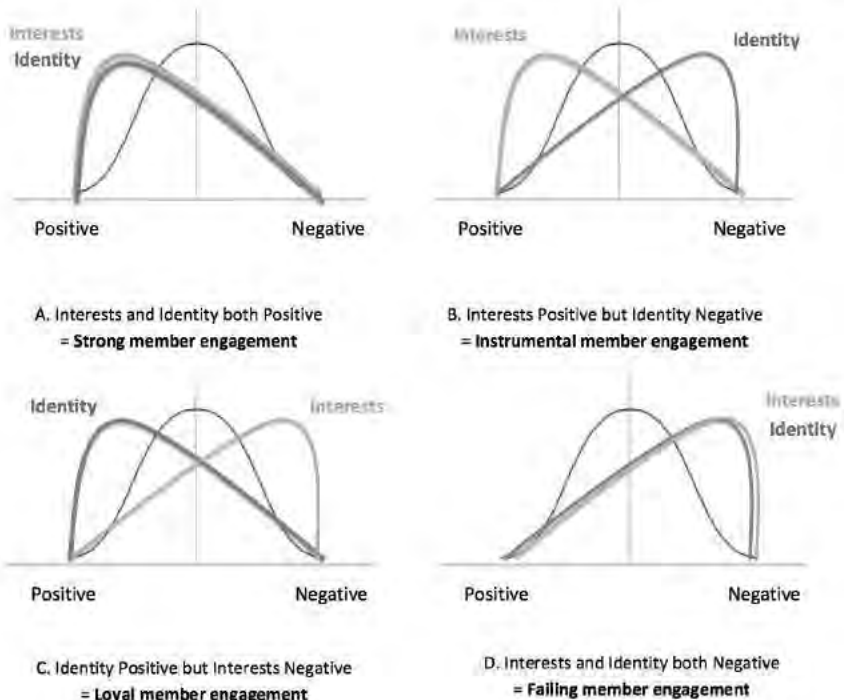 Interests
Identity
Positive
Negative
A. Interests and Identity both Positive
= Strong member engagement
Interests
Identity
Positive
Negative
B. Interests Positive but Identity Negative
= Instrumental member engagement
Identity
Interests
Positive
Negative
C. Identity Positive but Interests Negative
= Loyal member engagement
Interests
Identity
Positive
Negative
D. Interests and Identity both Negative
= Failing member engagement